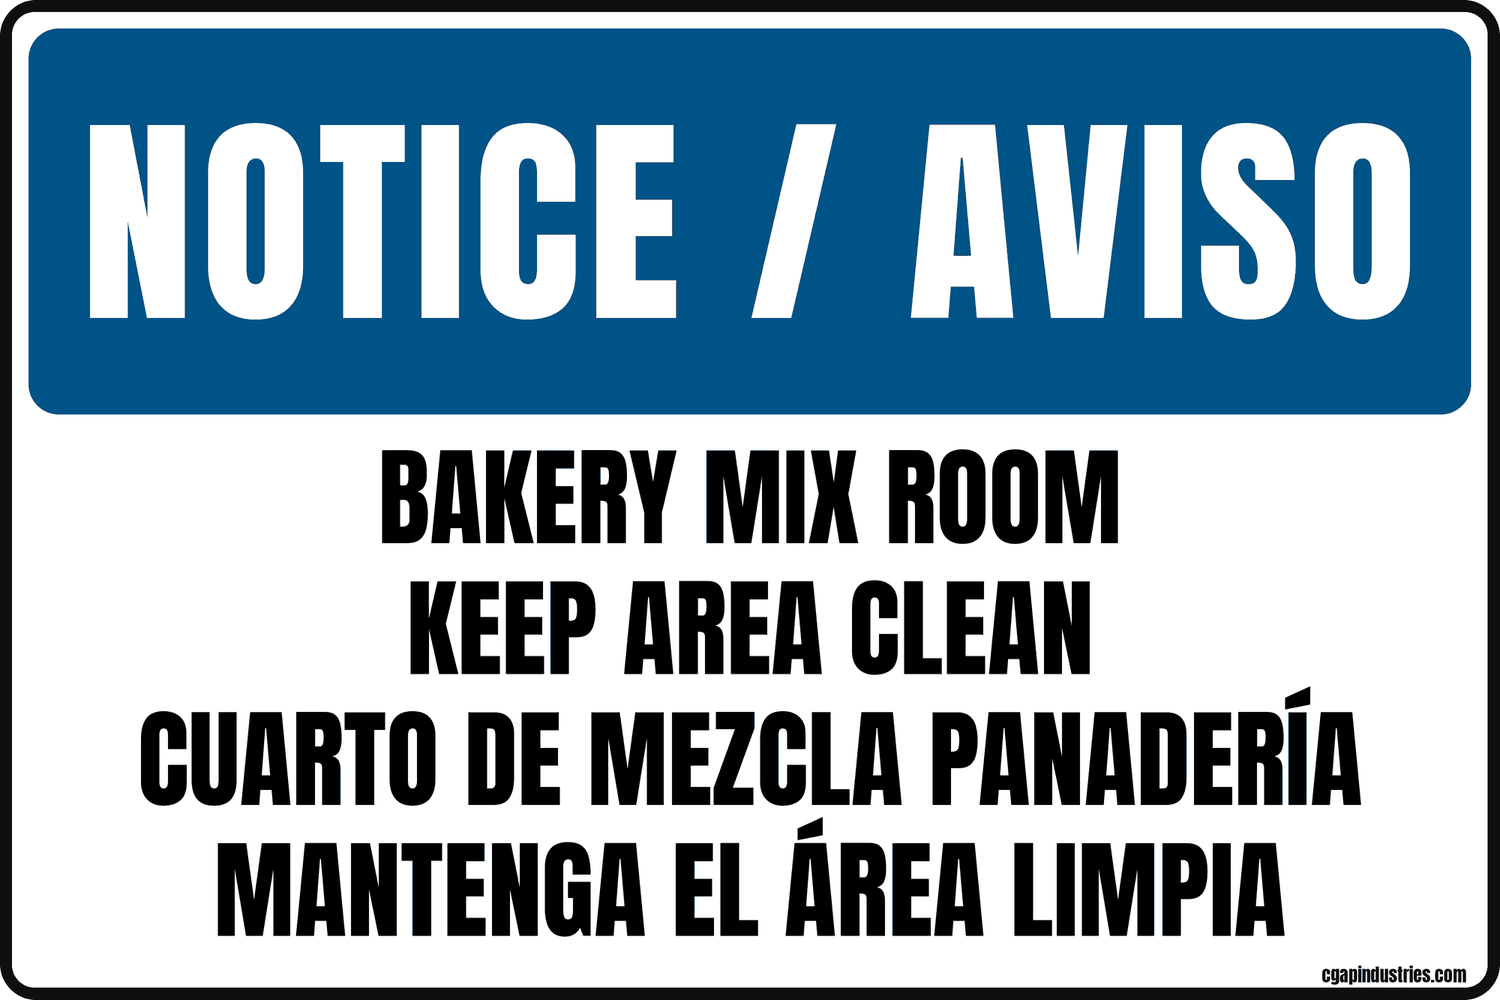 NOTICE / AVISO
BAKERY MIX ROOM
KEEP AREA CLEAN
CUARTO DE MEZCLA PANADERÍA
MANTENGA EL ÁREA LIMPIA
cgapindustries.com